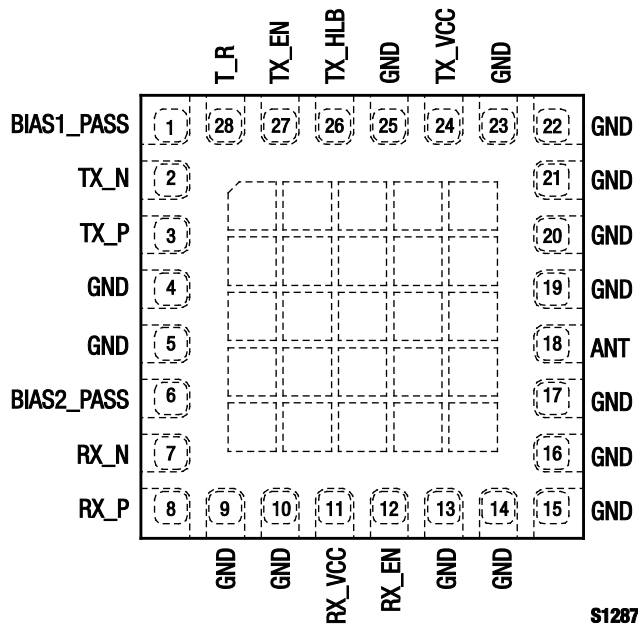 T_R TX_EN TX_HLB GND TX_VCC GND
BIAS1_PASS 1 28 27 26 25 24 23 22 GND
TX_N 2 21 GND
TX_P 3 20 GND
GND 4 19 GND
GND 5 18 ANT
BIAS2_PASS 6 17 GND
RX_N 7 16 GND
RX_P 8 9 10 11 12 13 14 15 GND
GND GND RX_VCC RX_EN GND GND
S1287